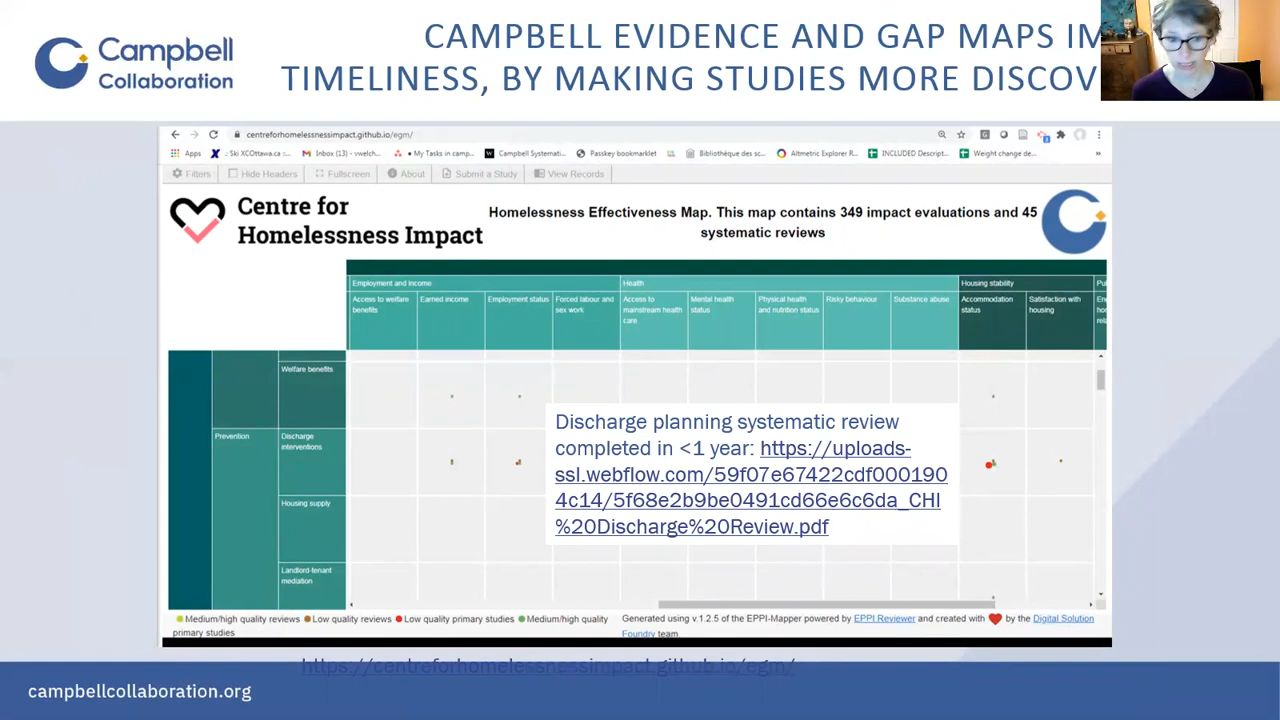 Campbell
Collaboration
CAMPBELL EVIDENCE AND GAP MAPS IM
TIMELINESS, BY MAKING STUDIES MORE DISCOV
centreforhomelessnessimpact.github.io/egm/
Apps
Ski XCOttawa.ca :...
Inbox (13) - vwelch...
• My Tasks in camp...
Campbell Systemati...
Passkey bookmarklet
Bibliothèque des sc...
Altmetric Explorer R...
INCLUDED Descript...
Weight change de...
»
Filters
Hide Headers
Fullscreen
About
Submit a Study
View Records
Centre for
Homelessness Impact
Homelessness Effectiveness Map. This map contains 349 impact evaluations and 45
systematic reviews
Employment and income
Health
Housing stability
Access to welfare
benefits
Earned income
Employment status
Forced labour and
sex work
Access to
mainstream health
care
Mental health
status
Physical health
and nutrition status
Risky behaviour
Substance abuse
Accommodation
status
Satisfaction with
housing
Welfare benefits
Prevention
Discharge
interventions
Housing supply
Landlord-tenant
mediation
Discharge planning systematic review
completed in <1 year: https://uploads-
ssl.webflow.com/59f07e67422cdf000190
4c14/5f68e2b9be0491cd66e6c6da_CHI
%20Discharge%20Review.pdf
Medium/high quality reviews
Low quality reviews
Low quality primary studies
Medium/high quality
primary studies
Generated using v.1.2.5 of the EPPI-Mapper powered by EPPI Reviewer and created with ❤ by the Digital Solution
Foundry team.
https://centreforhomelessnessimpact.github.io/egm/
campbellcollaboration.org